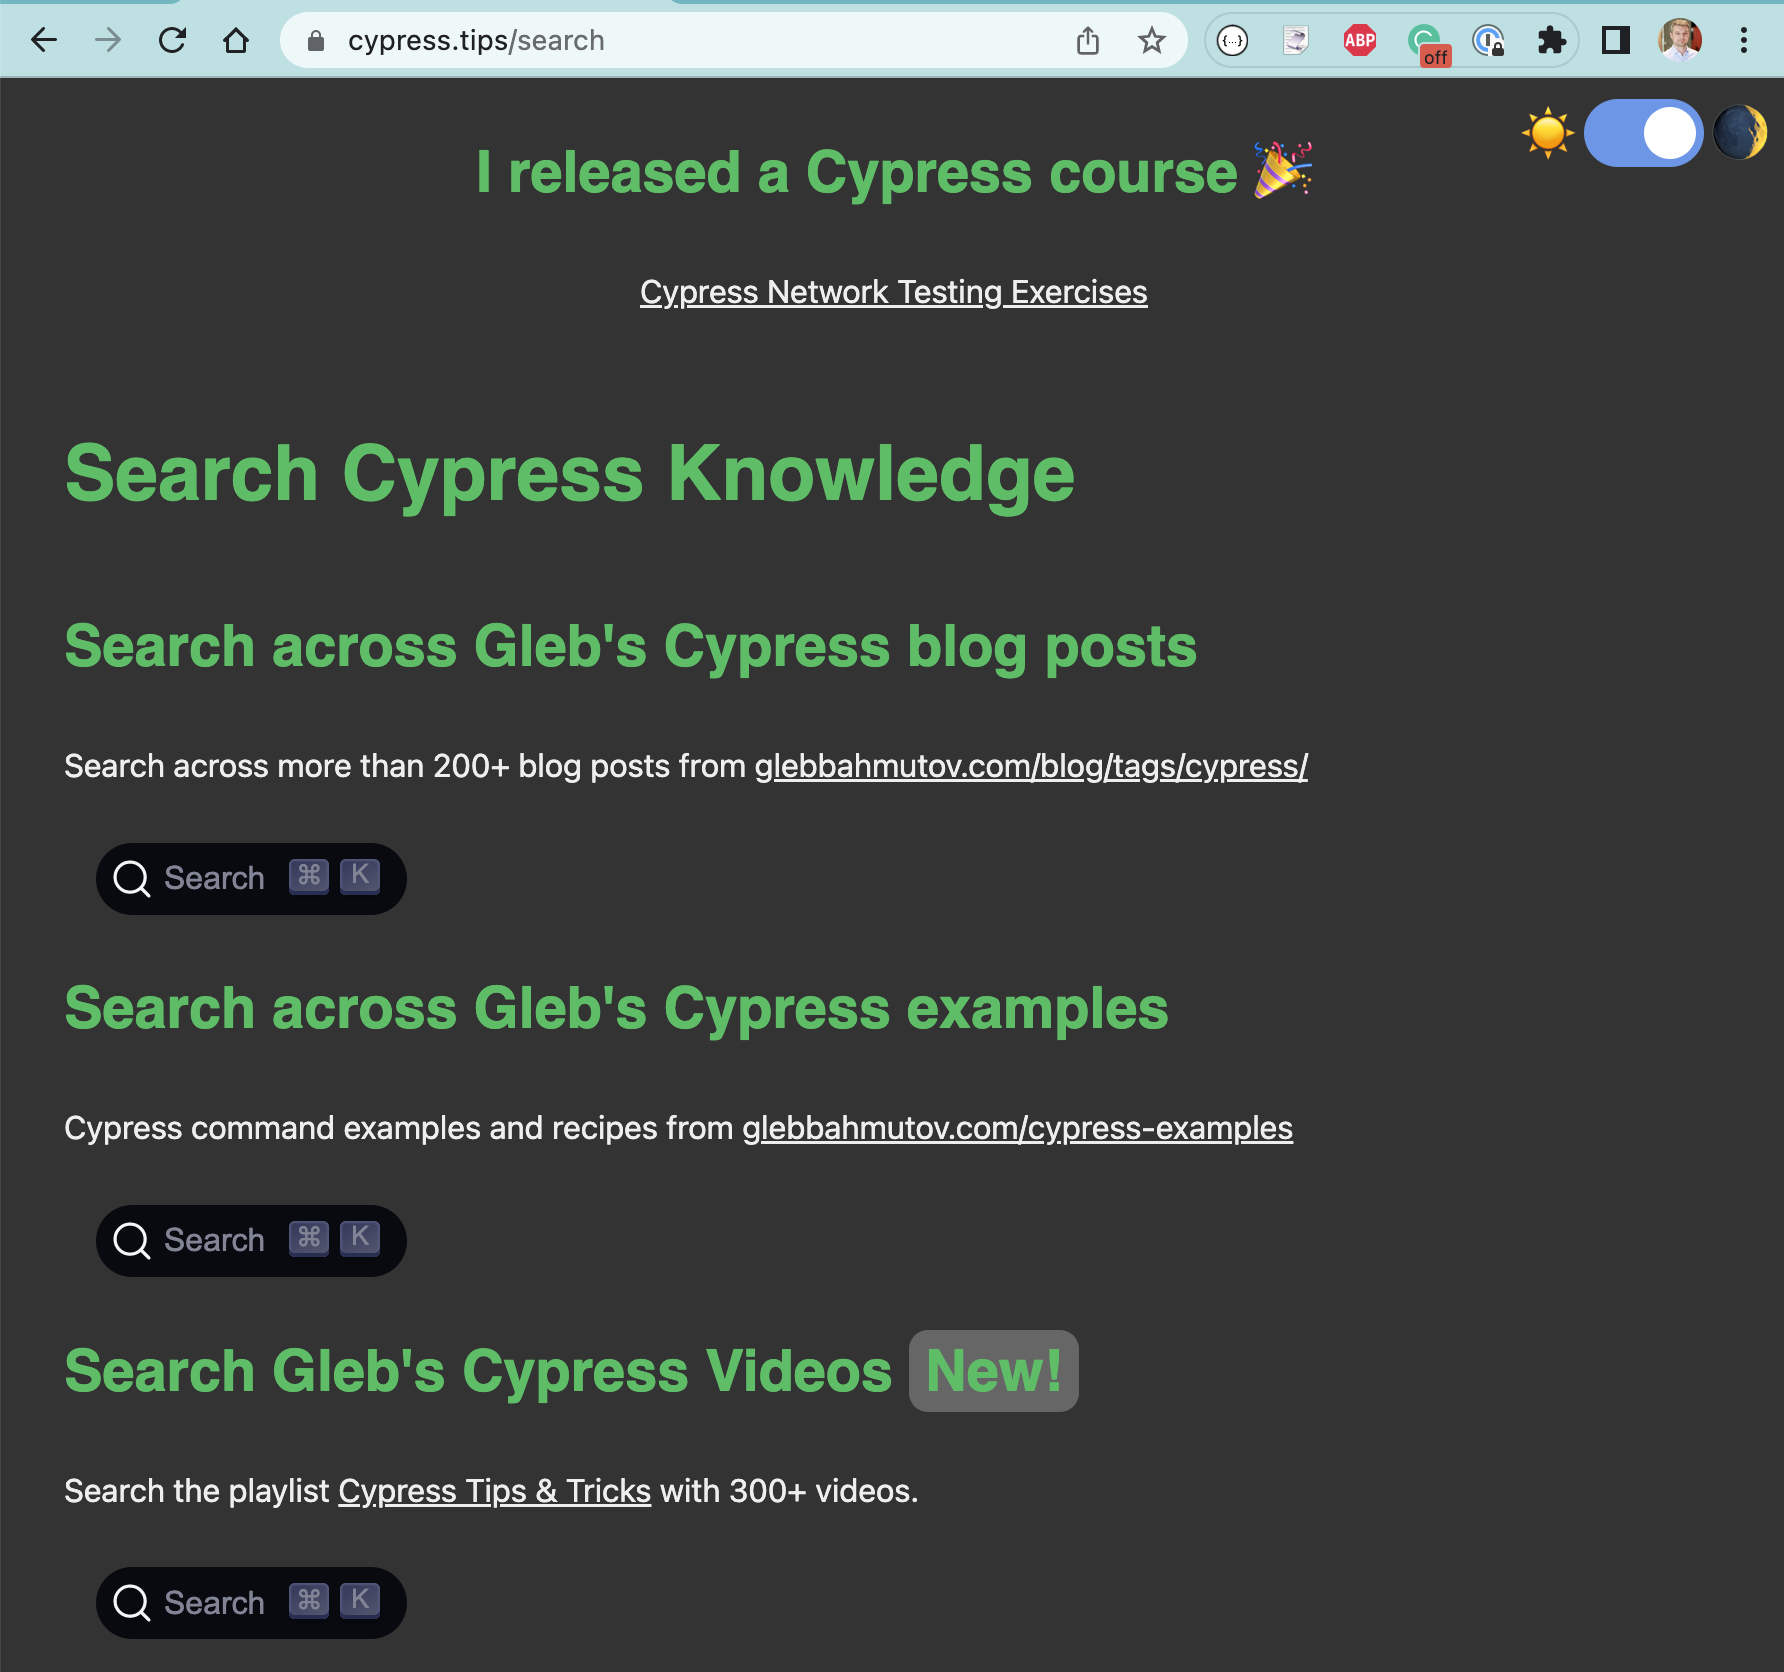 cypress.tips/search
{...}
ABP
off
I released a Cypress course 🎉
Cypress Network Testing Exercises
Search Cypress Knowledge
Search across Gleb's Cypress blog posts
Search across more than 200+ blog posts from glebbahmutov.com/blog/tags/cypress/
Search ⌘ K
Search across Gleb's Cypress examples
Cypress command examples and recipes from glebbahmutov.com/cypress-examples
Search ⌘ K
Search Gleb's Cypress Videos New!
Search the playlist Cypress Tips & Tricks with 300+ videos.
Search ⌘ K